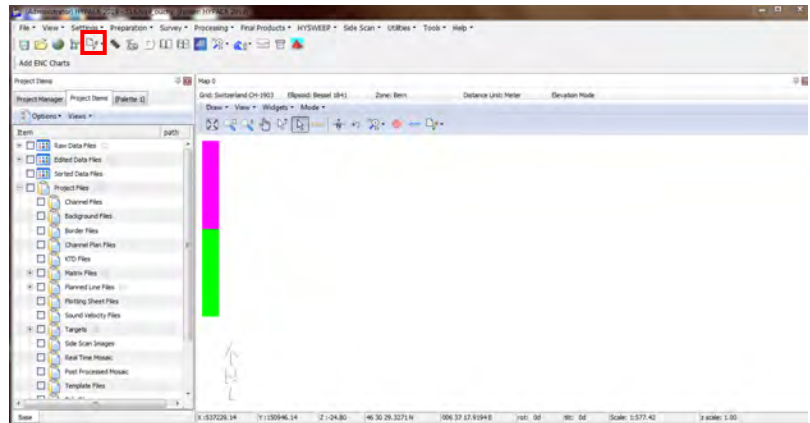 File View Settings Preparation Survey Processing Final Products HYSWEEP Side Scan Utilities Tools Help
Add ENC Charts
Project Items
Map 0
Project Manager Project Items (Palette 1)
Grid: Switzerland CH-1903 Ellipsoid: Bessel 1841 Zone: Bern Distance Unit: Meter Elevation Mode
Draw View Widgets Mode
Options Views
Item path
Raw Data Files
Edited Data Files
Sorted Data Files
Project Files
Channel Files
Background Files
Border Files
Channel Plan Files
KTD Files
Matrix Files
Planned Line Files
Plotting Sheet Files
Sound Velocity Files
Targets
Side Scan Images
Real Time Mosaic
Post Processed Mosaic
Template Files
Base
X :537229.14 Y :150946.14 Z :-24.80 46 30 29.3271 N 006 37 17.9194 E rot: 0d tilt: 0d Scale: 1:577.42 z scale: 1.00